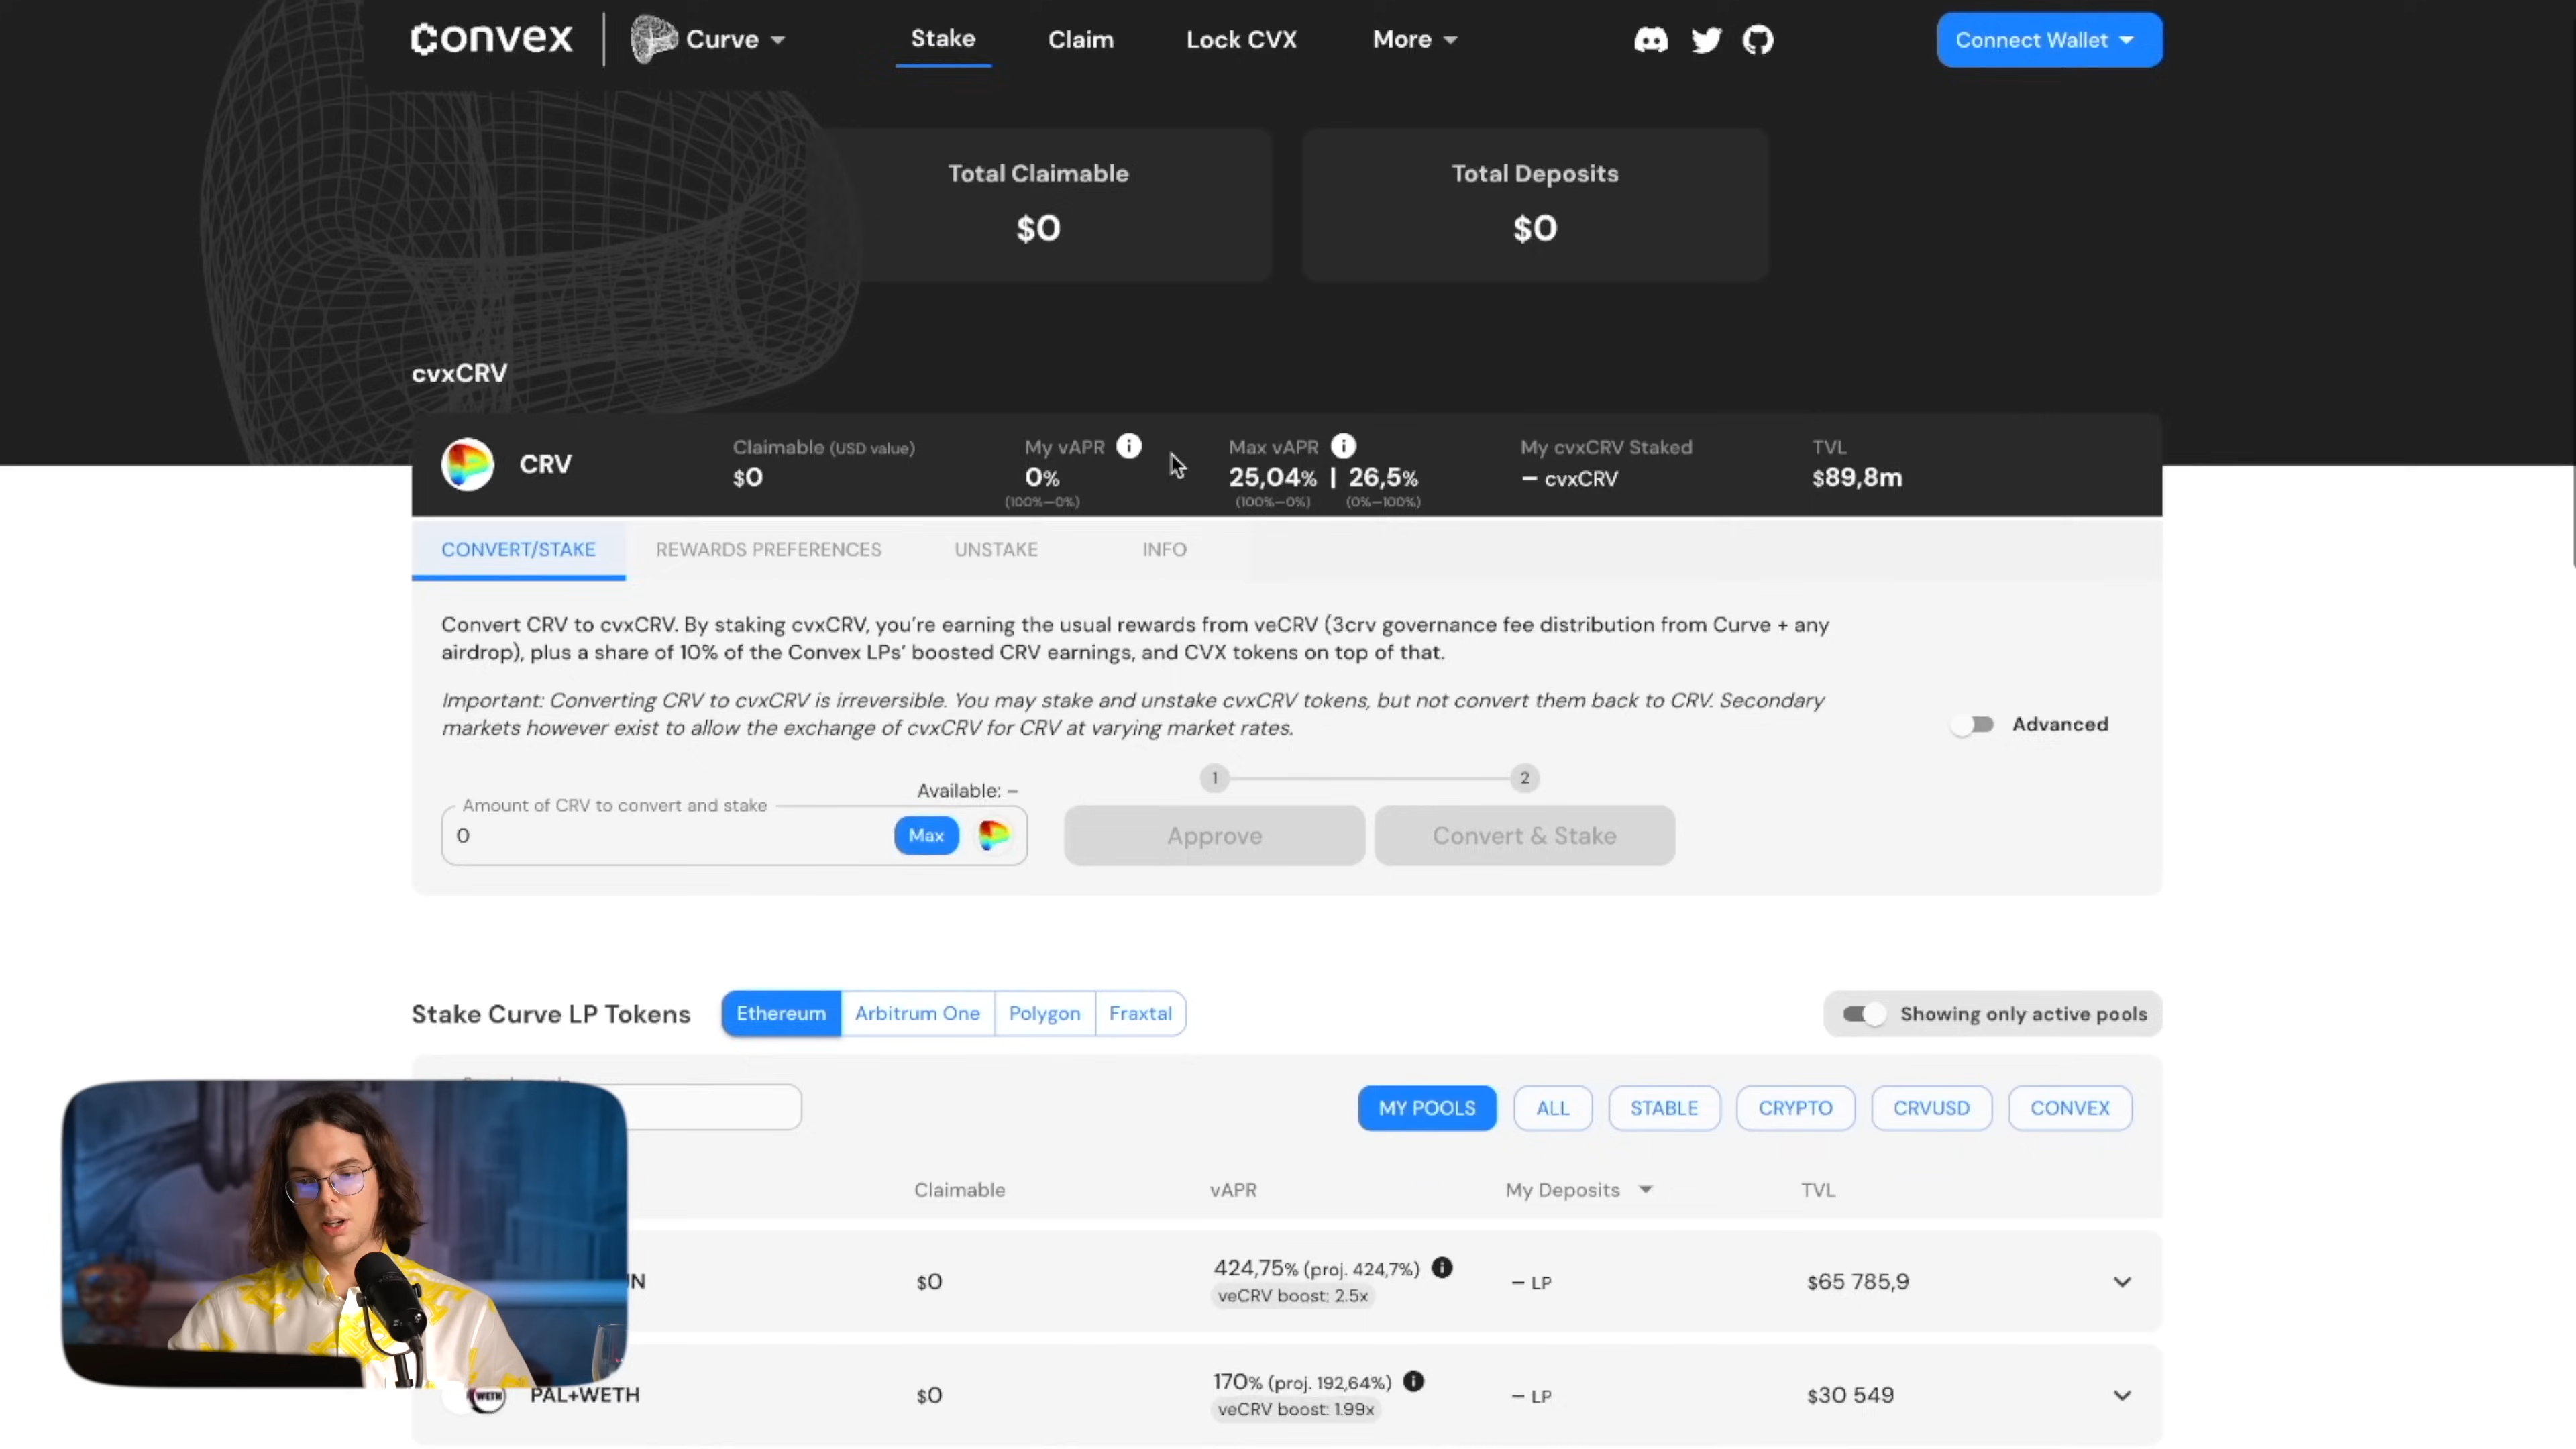 Convex
Curve
Stake
Claim
Lock CVX
More
Connect Wallet
Total Claimable
$0
Total Deposits
$0
cvxCRV
CRV
Claimable (USD value)
$0
My vAPR
0%
(100%—0%)
Max vAPR
25,04% | 26,5%
(100%—0%) (0%—100%)
My cvxCRV Staked
– cvxCRV
TVL
$89,8m
CONVERT/STAKE
REWARDS PREFERENCES
UNSTAKE
INFO
Convert CRV to cvxCRV. By staking cvxCRV, you're earning the usual rewards from veCRV (3crv governance fee distribution from Curve + any
airdrop), plus a share of 10% of the Convex LPs' boosted CRV earnings, and CVX tokens on top of that.
Important: Converting CRV to cvxCRV is irreversible. You may stake and unstake cvxCRV tokens, but not convert them back to CRV. Secondary
markets however exist to allow the exchange of cvxCRV for CRV at varying market rates.
Advanced
Available: –
1
2
Amount of CRV to convert and stake
0
Max
Approve
Convert & Stake
Stake Curve LP Tokens
Ethereum
Arbitrum One
Polygon
Fraxtal
Showing only active pools
MY POOLS
ALL
STABLE
CRYPTO
CRVUSD
CONVEX
Claimable
vAPR
My Deposits
TVL
$0
424,75% (proj. 424,7%)
veCRV boost: 2.5x
– LP
$65 785,9
WETH
PAL+WETH
$0
170% (proj. 192,64%)
veCRV boost: 1.99x
– LP
$30 549